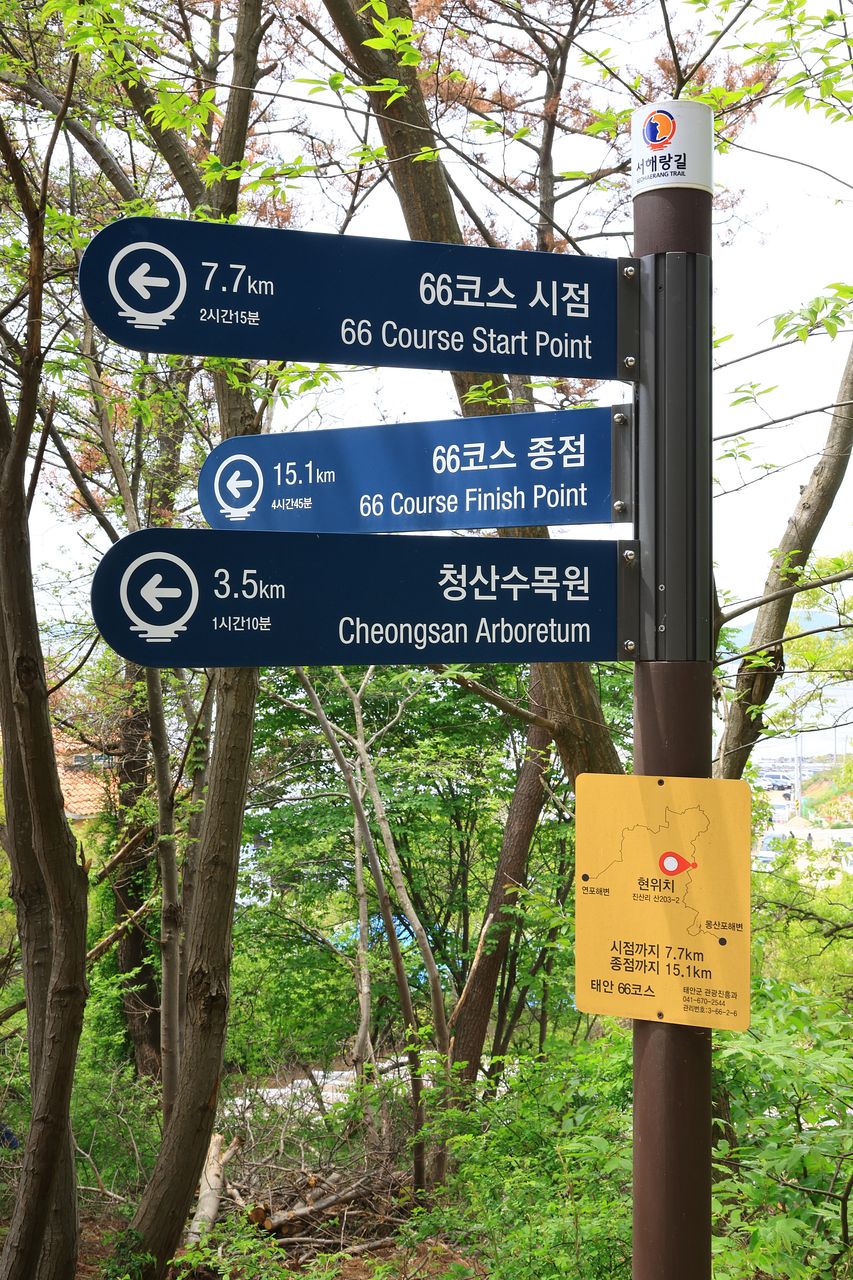 서해랑길
SEOHAERANG TRAIL
7.7km
2시간15분
66코스 시점
66 Course Start Point
15.1km
4시간45분
66코스 종점
66 Course Finish Point
3.5km
1시간10분
청산수목원
Cheongsan Arboretum
연포해변
현위치
진산리 산203-2
몽산포해변
시점까지 7.7km
종점까지 15.1km
태안 66코스
태안군 관광진흥과
041-670-2544
관리번호:3-66-2-6